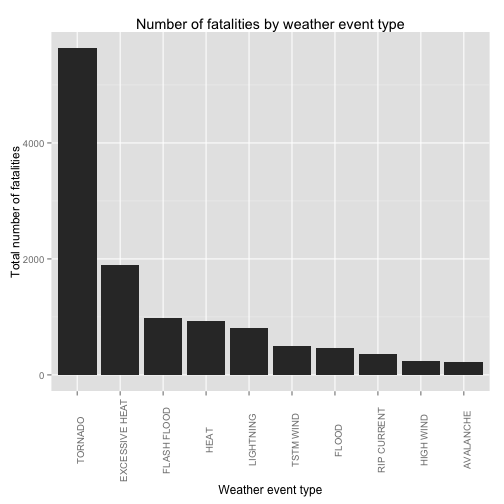 Number of fatalities by weather event type
Total number of fatalities
4000
2000
0
TORNADO
EXCESSIVE HEAT
FLASH FLOOD
HEAT
LIGHTNING
TSTM WIND
FLOOD
RIP CURRENT
HIGH WIND
AVALANCHE
Weather event type